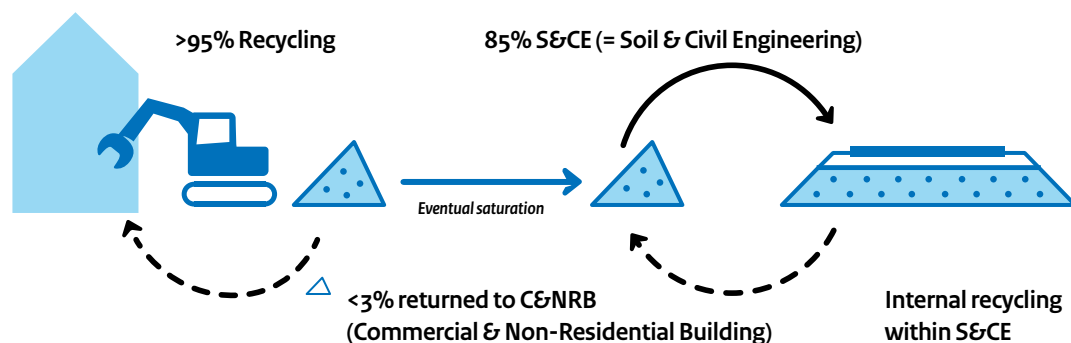 >95% Recycling
85% S&CE (= Soil & Civil Engineering)
Eventual saturation
<3% returned to C&NRB
(Commercial & Non-Residential Building)
Internal recycling
within S&CE